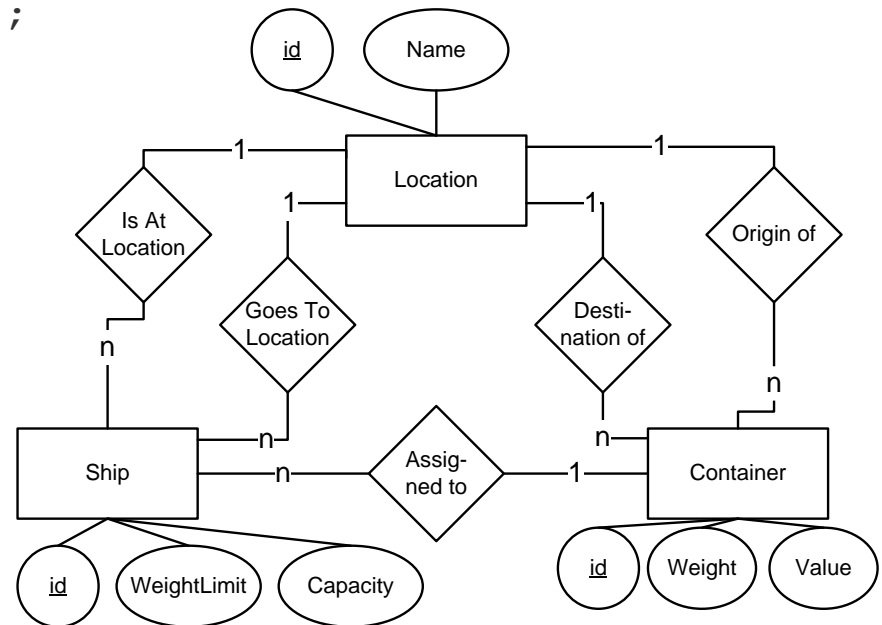 ;
id
Name
1
1
Location
1
1
Is At
Location
Origin of
Goes To
Location
Desti-
nation of
n
n
n
n
Ship
n
Assig-
ned to
1
Container
id
WeightLimit
Capacity
id
Weight
Value